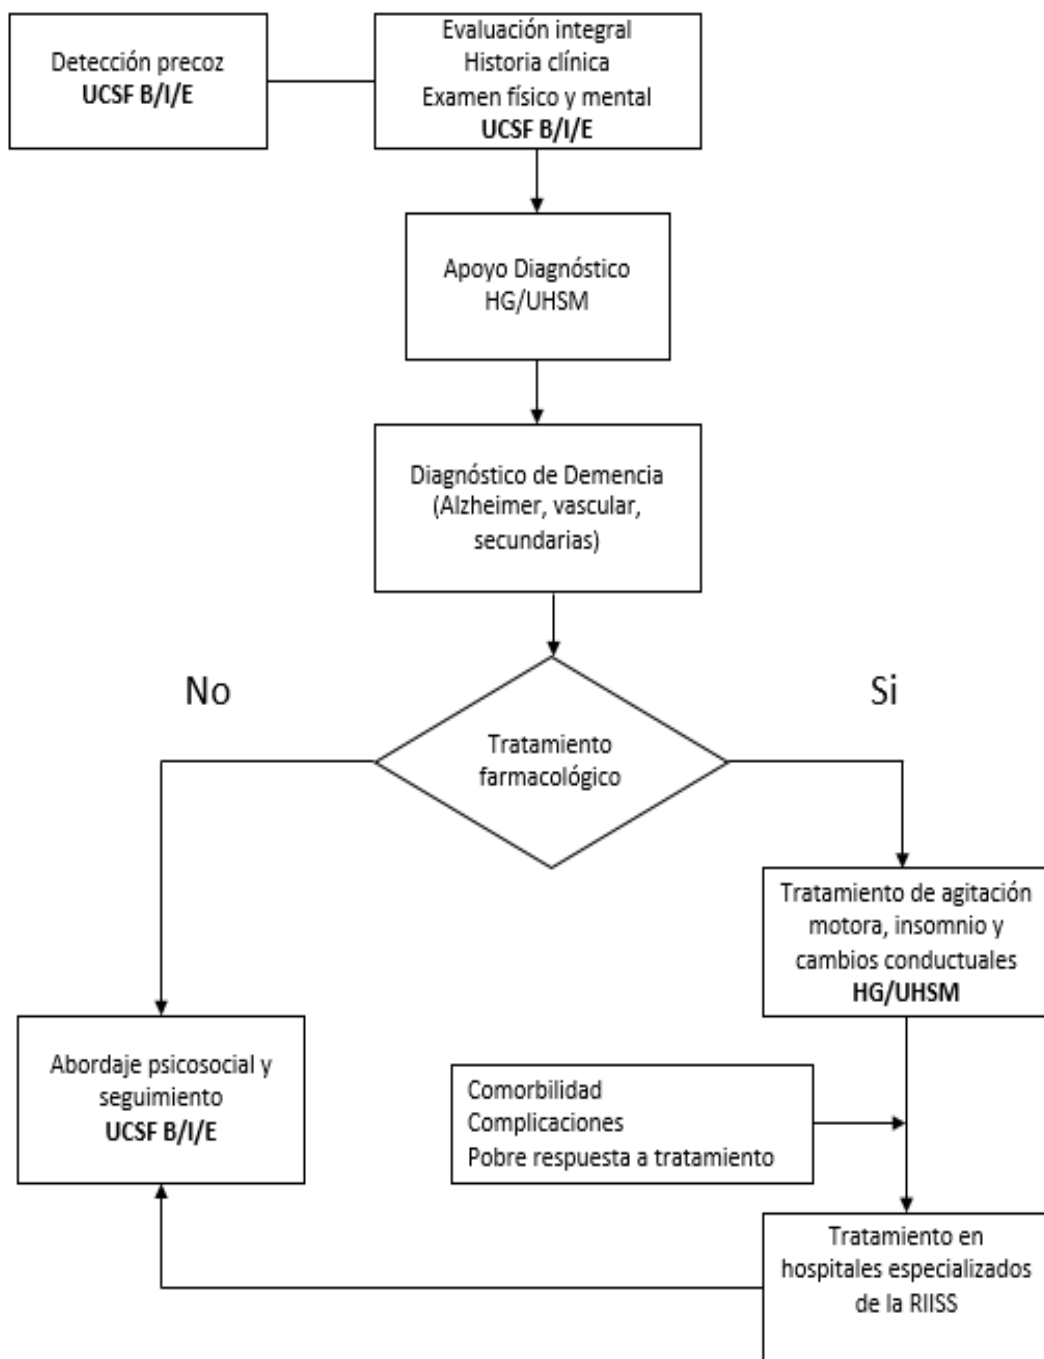 Detección precoz
UCSF B/I/E
Evaluación integral
Historia clínica
Examen físico y mental
UCSF B/I/E
Apoyo Diagnóstico
HG/UHSM
Diagnóstico de Demencia
(Alzheimer, vascular,
secundarias)
No
Si
Tratamiento
farmacológico
Tratamiento de agitación
motora, insomnio y
cambios conductuales
HG/UHSM
Abordaje psicosocial y
seguimiento
UCSF B/I/E
Comorbilidad
Complicaciones
Pobre respuesta a tratamiento
Tratamiento en
hospitales especializados
de la RIISS